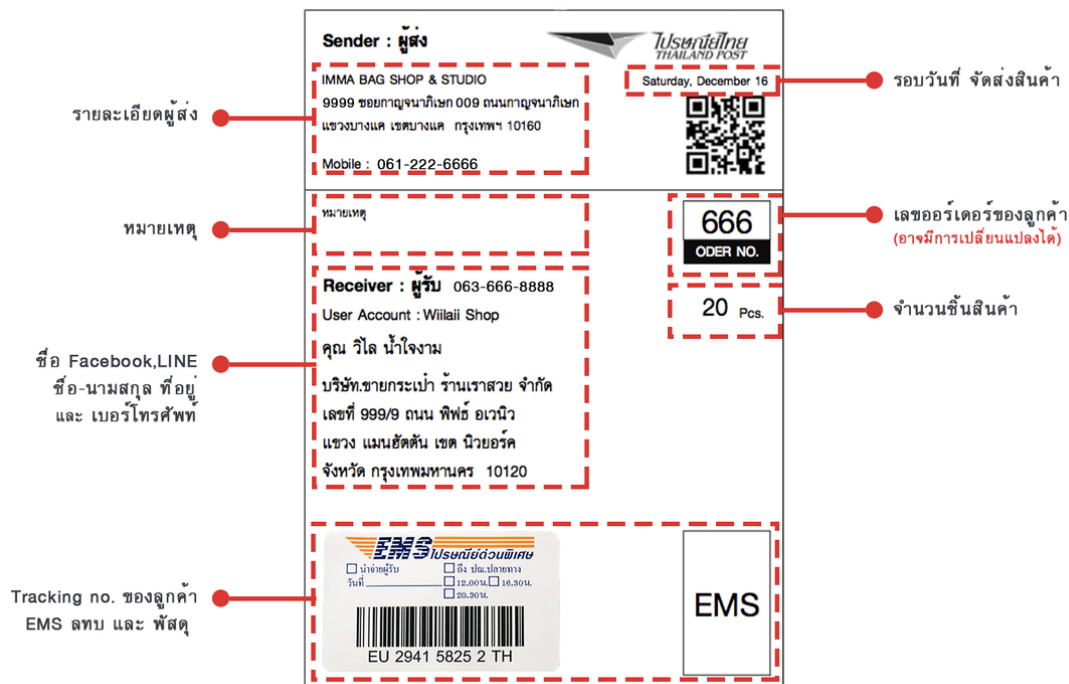 Sender : ผู้ส่ง
ไปรษณีย์ไทย
THAILAND POST
IMMA BAG SHOP & STUDIO
9999 ซอยกาญจนาภิเษก 009 ถนนกาญจนาภิเษก
แขวงบางแค เขตบางแค กรุงเทพฯ 10160
Mobile : 061-222-6666
Saturday, December 16
รายละเอียดผู้ส่ง
รอบวันที่ จัดส่งสินค้า
หมายเหตุ
หมายเหตุ
666
ODER NO.
เลขออร์เดอร์ของลูกค้า
(อาจมีการเปลี่ยนแปลงได้)
20 Pcs.
จำนวนชิ้นสินค้า
Receiver : ผู้รับ 063-666-8888
User Account : Wiilaii Shop
คุณ วิไล น้ำใจงาม
บริษัท.ขายกระเป๋า ร้านเราสวย จำกัด
เลขที่ 999/9 ถนน ฟิฟธ์ อเวนิว
แขวง แมนฮัตตัน เขต นิวยอร์ค
จังหวัด กรุงเทพมหานคร 10120
ชื่อ Facebook,LINE
ชื่อ-นามสกุล ที่อยู่
และ เบอร์โทรศัพท์
EMS ไปรษณีย์ด่วนพิเศษ
นำจ่ายผู้รับ
ถึง ปณ.ปลายทาง
วันที่
12.00น. 16.30น.
20.30น.
EU 2941 5825 2 TH
EMS
Tracking no. ของลูกค้า
EMS ลทบ และ พัสดุ